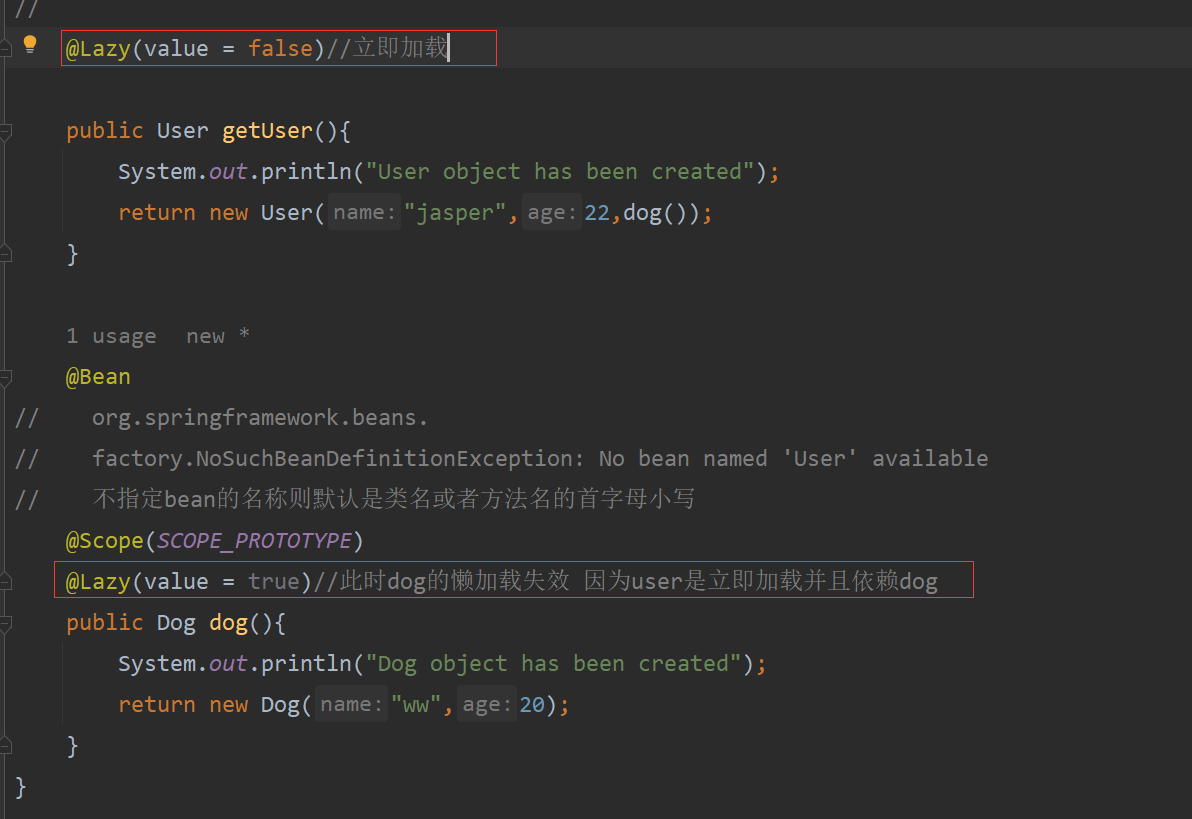 //
@Lazy(value = false)//立即加载
public User getUser(){
System.out.println("User object has been created");
return new User( name: "jasper", age: 22,dog());
}
1 usage   new *
@Bean
//    org.springframework.beans.
//    factory.NoSuchBeanDefinitionException: No bean named 'User' available
//    不指定bean的名称则默认是类名或者方法名的首字母小写
@Scope(SCOPE_PROTOTYPE)
@Lazy(value = true)//此时dog的懒加载失效 因为user是立即加载并且依赖dog
public Dog dog(){
System.out.println("Dog object has been created");
return new Dog( name: "ww", age: 20);
}
}